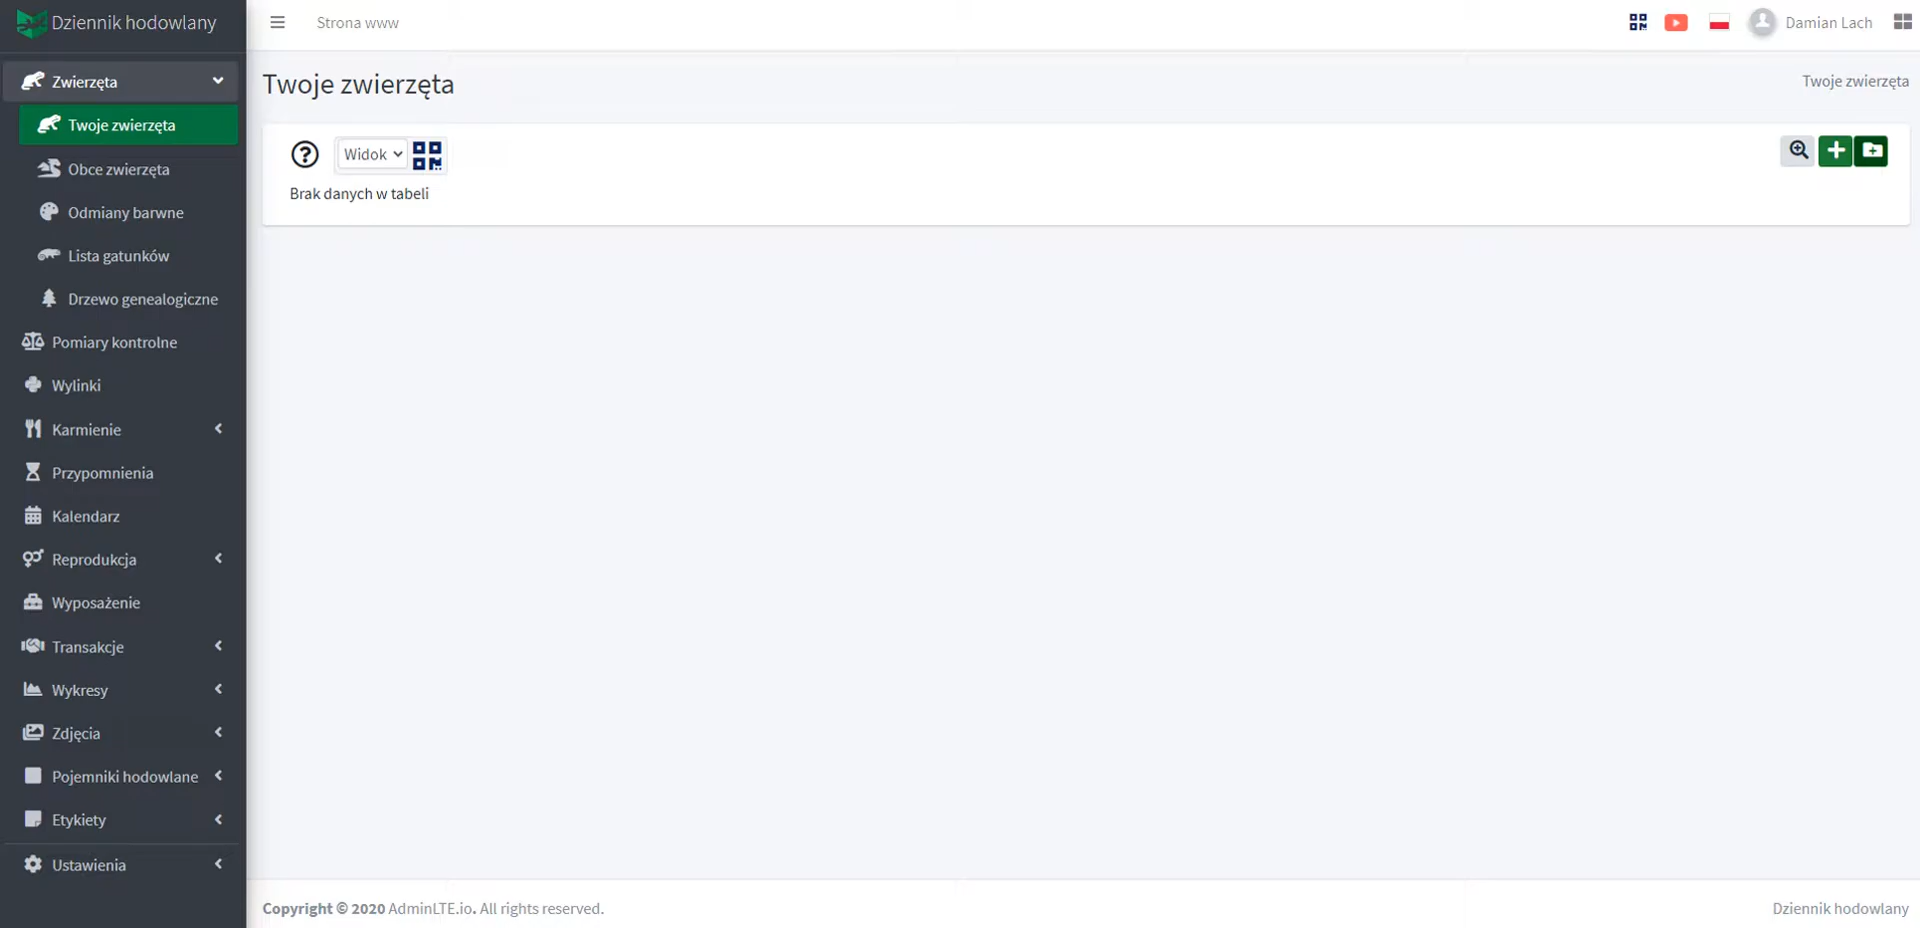 Dziennik hodowlany
Strona www
Damian Lach
Zwierzęta
Twoje zwierzęta
Obce zwierzęta
Odmiany barwne
Lista gatunków
Drzewo genealogiczne
Pomiary kontrolne
Wylinki
Karmienie
Przypomnienia
Kalendarz
Reprodukcja
Wyposażenie
Transakcje
Wykresy
Zdjęcia
Pojemniki hodowlane
Etykiety
Ustawienia
Twoje zwierzęta
Twoje zwierzęta
Widok
Brak danych w tabeli
Copyright © 2020 AdminLTE.io. All rights reserved.
Dziennik hodowlany